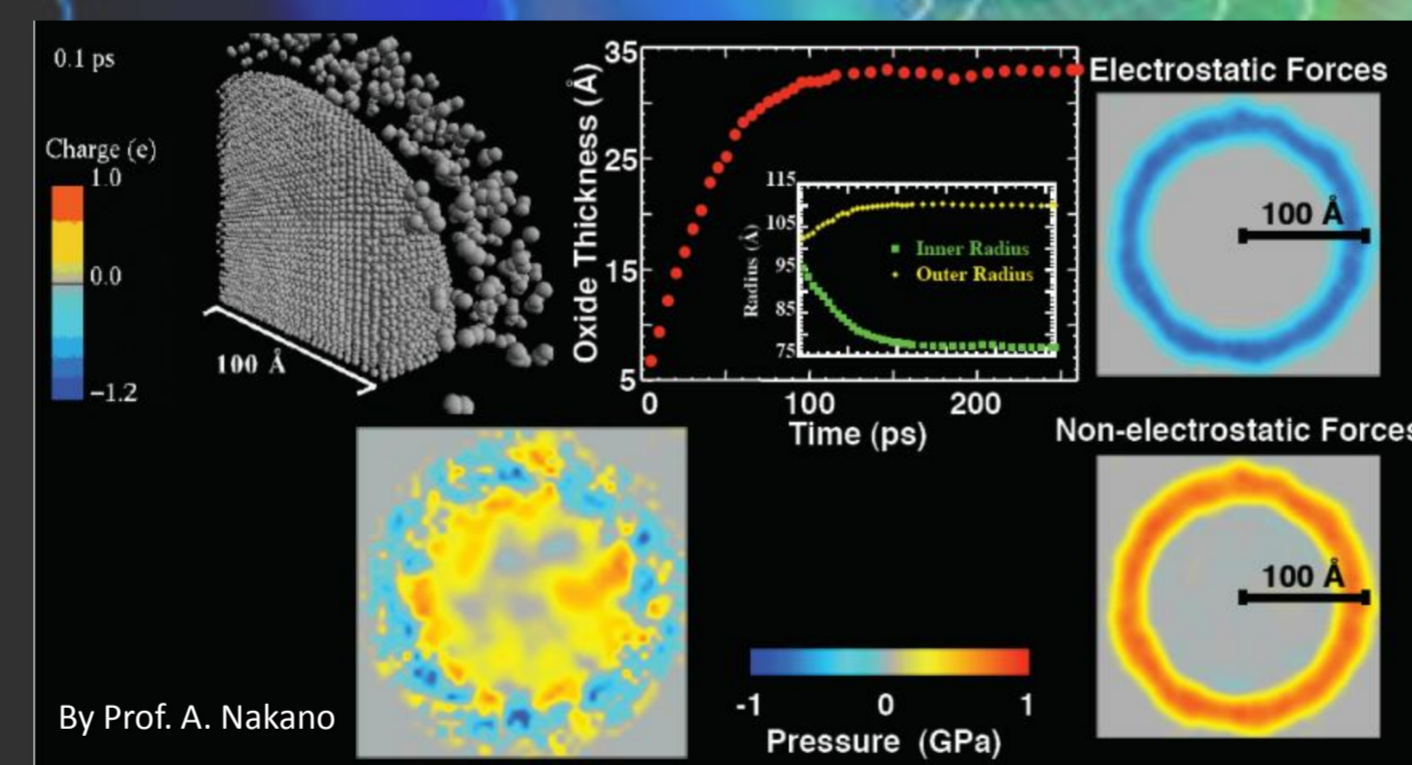 0.1 ps
Charge (e)
1.0
0.0
−1.2
100 Å
Oxide Thickness (Å)
35
25
15
5
0
100
200
Time (ps)
Radius (Å)
115
105
95
85
75
Inner Radius
Outer Radius
Electrostatic Forces
100 Å
Non-electrostatic Forces
100 Å
-1
0
1
Pressure (GPa)
By Prof. A. Nakano